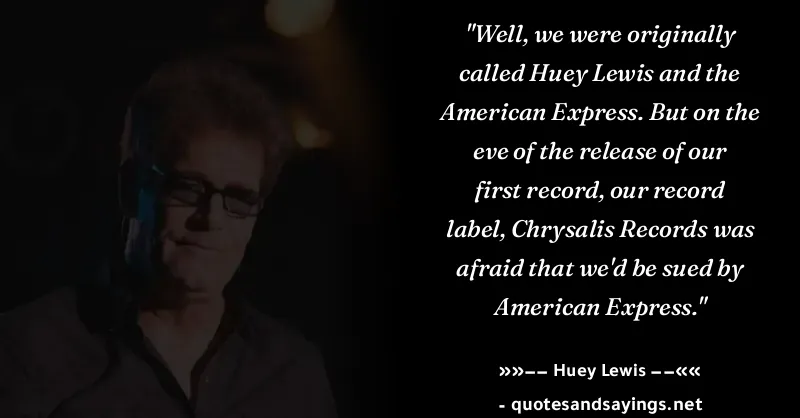 "Well, we were originally
called Huey Lewis and the
American Express. But on the
eve of the release of our
first record, our record
label, Chrysalis Records was
afraid that we'd be sued by
American Express."
»»–– Huey Lewis ––««
- quotesandsayings.net